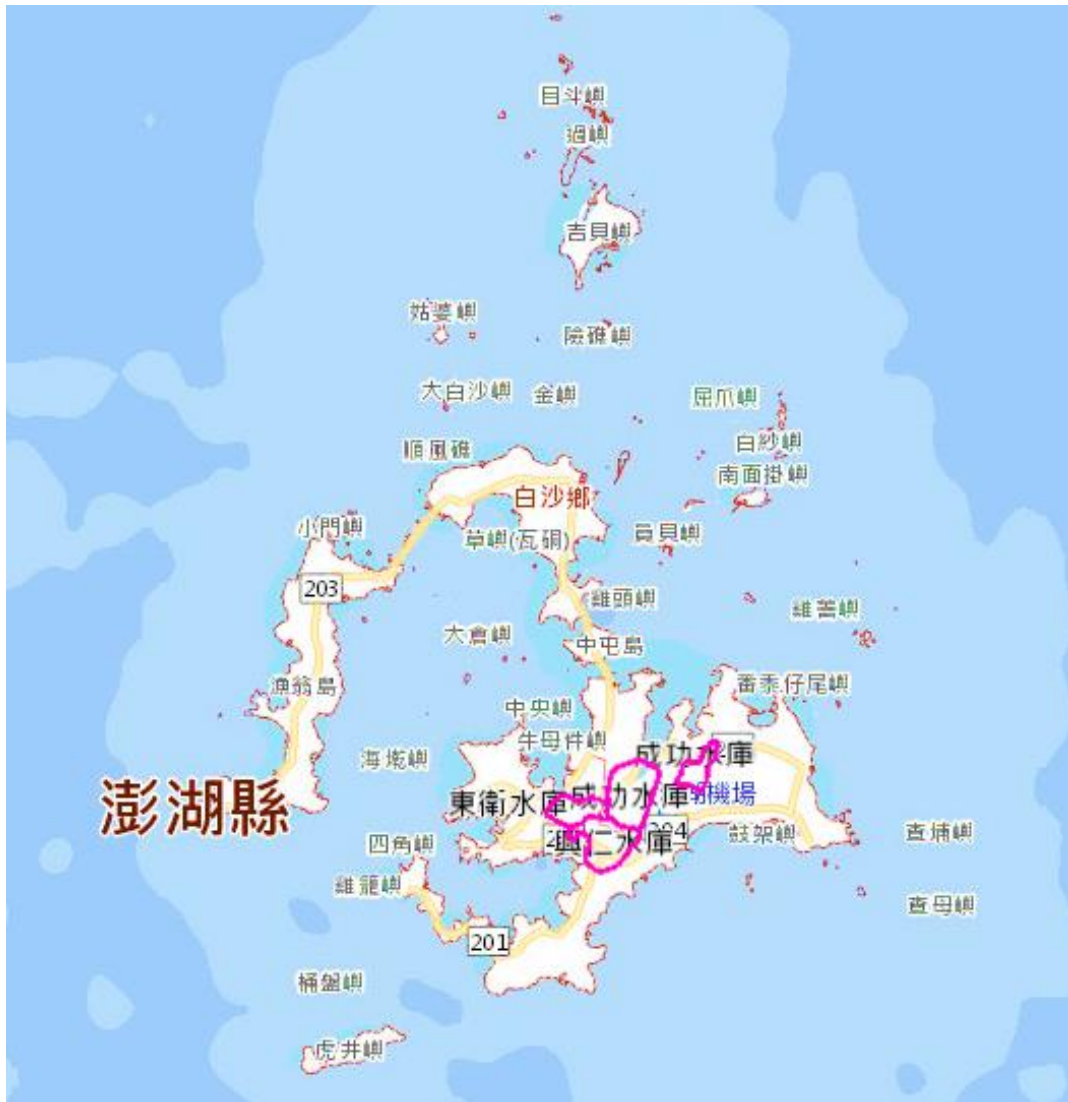 目斗嶼
過嶼
吉貝嶼
姑婆嶼
險礁嶼
大白沙嶼
金嶼
屈爪嶼
順風礁
白紗嶼
南面掛嶼
白沙鄉
小門嶼
草嶼(瓦硐)
員貝嶼
203
雞頭嶼
雞善嶼
大倉嶼
中屯島
漁翁島
番黍仔尾嶼
中央嶼
牛母件嶼
海墘嶼
成功水庫
澎湖縣
東衛水庫
成功水庫
機場
四角嶼
興仁水庫
204
鼓架嶼
查埔嶼
雞籠嶼
查母嶼
201
桶盤嶼
虎井嶼